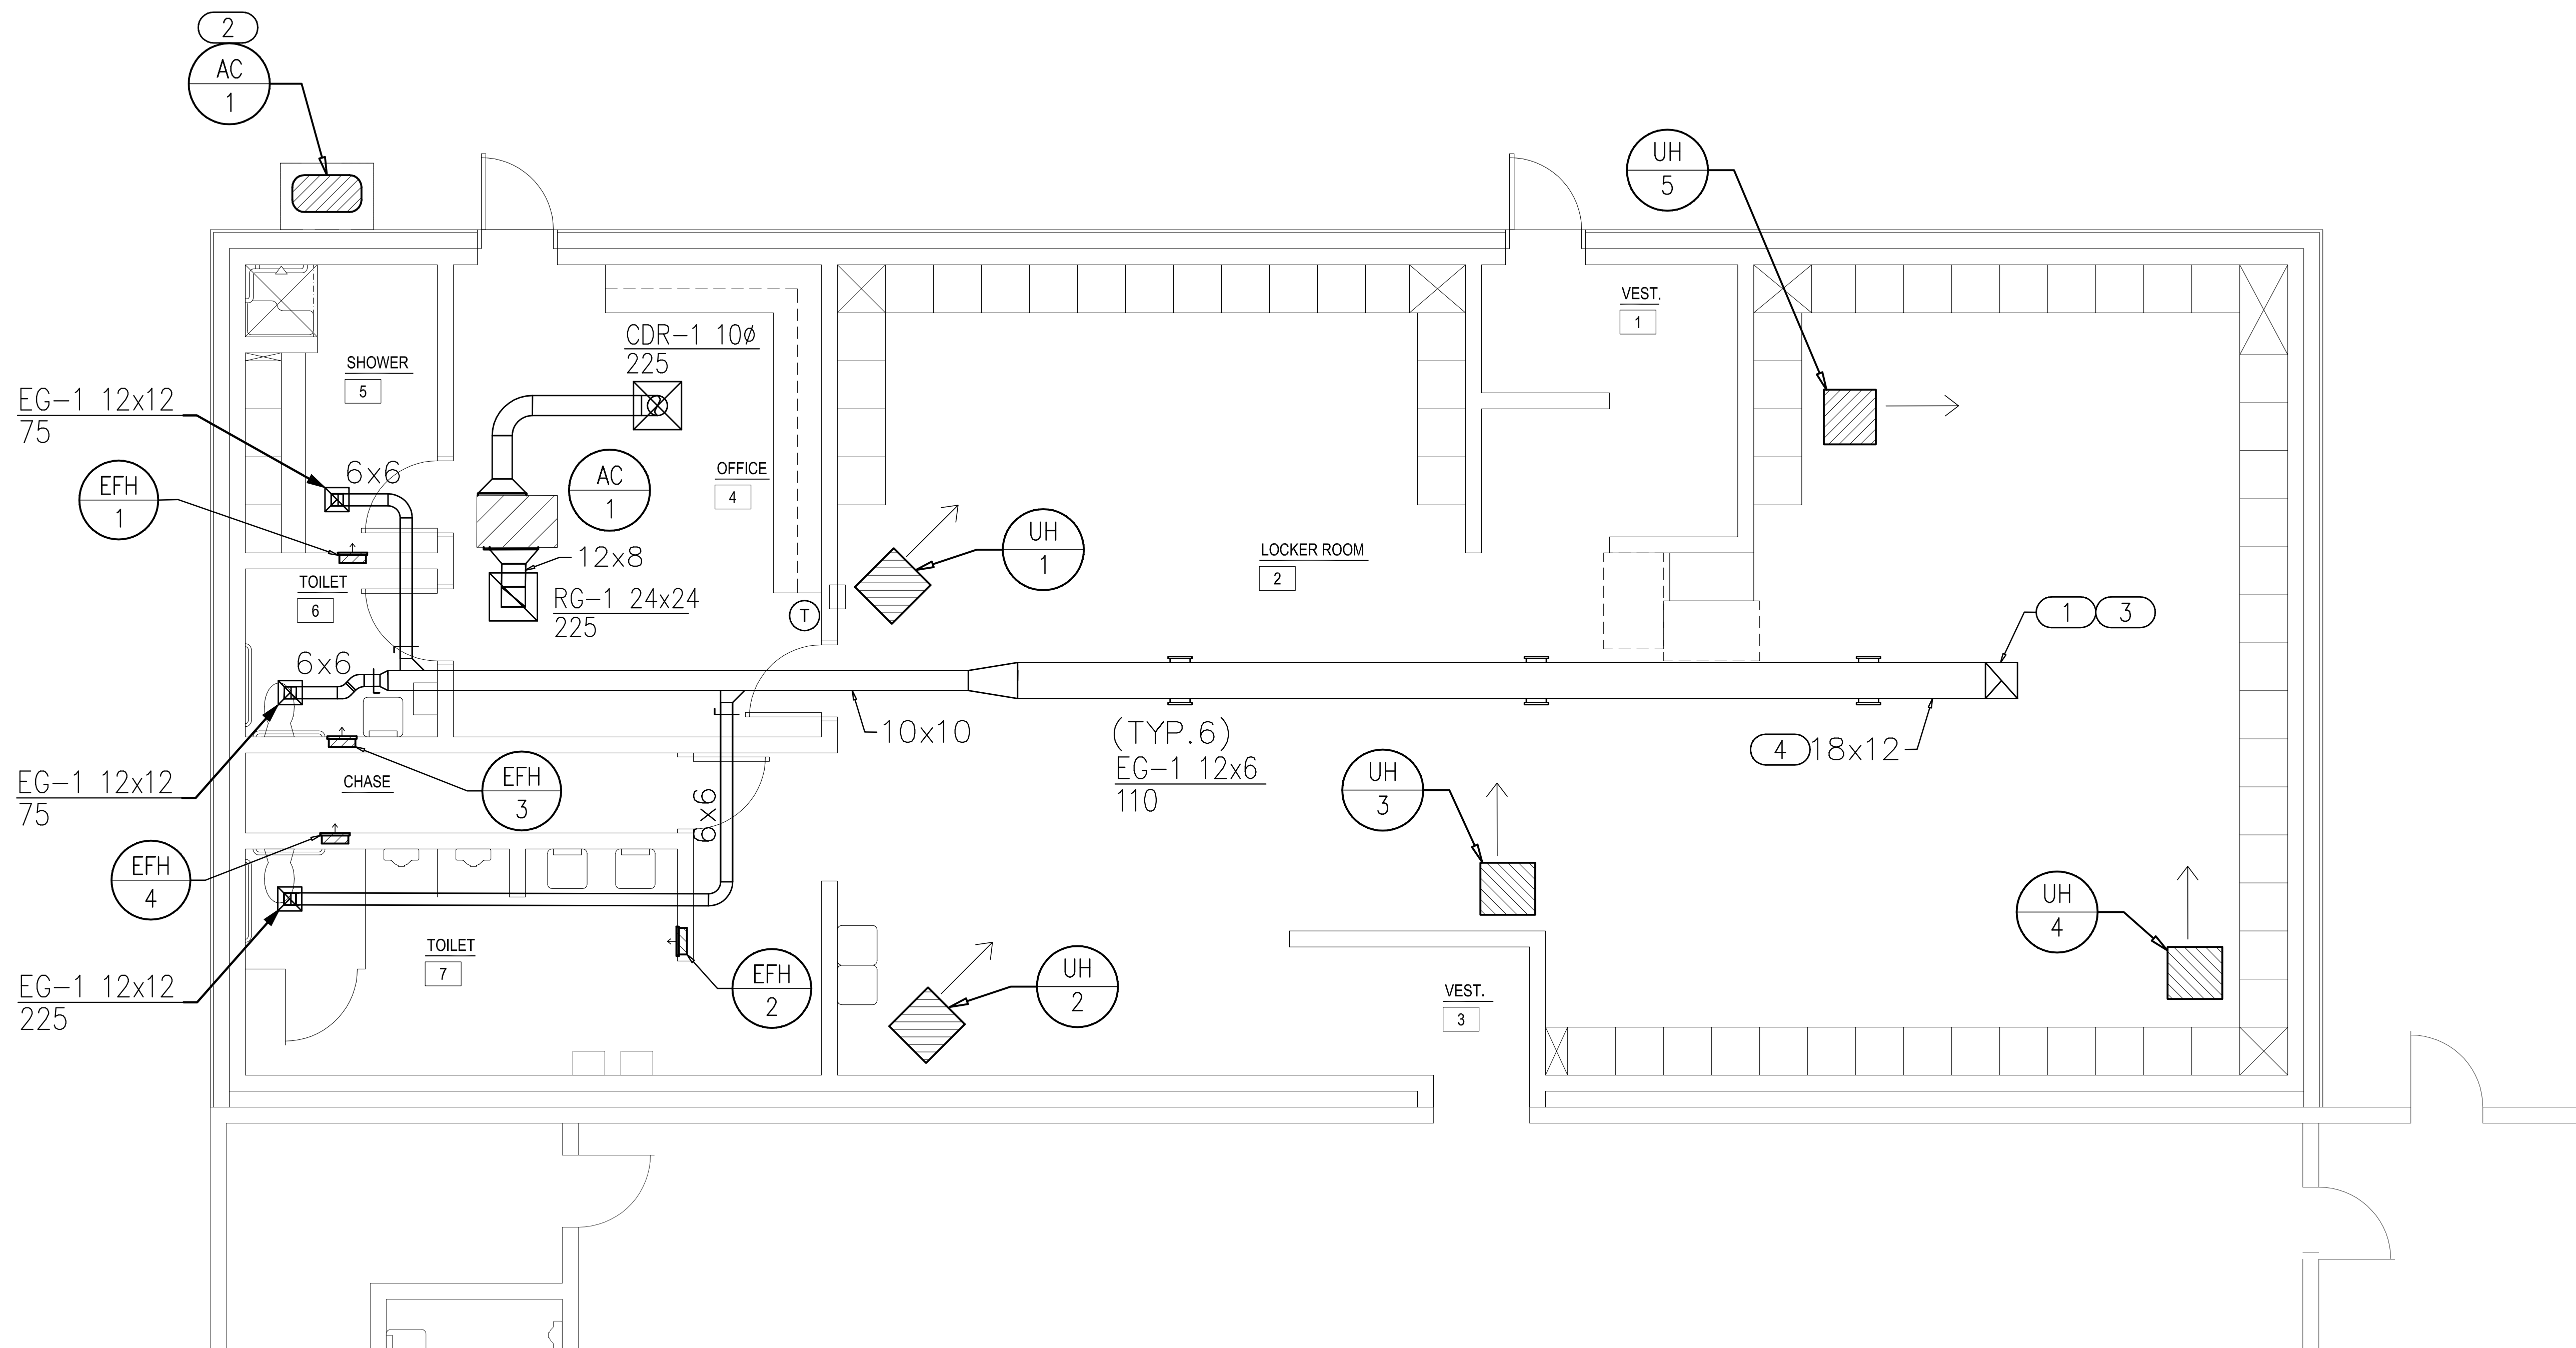 2
AC
1
UH
5
VEST.
1
CDR-1 10ø
225
SHOWER
5
EG-1 12x12
75
6x6
EFH
1
AC
1
OFFICE
4
UH
1
LOCKER ROOM
2
12x8
TOILET
6
RG-1 24x24
225
T
1
3
6x6
10x10
(TYP.6)
EG-1 12x6
110
4
18x12
EG-1 12x12
75
CHASE
EFH
3
6x6
UH
3
EFH
4
UH
4
TOILET
7
EFH
2
UH
2
EG-1 12x12
225
VEST.
3